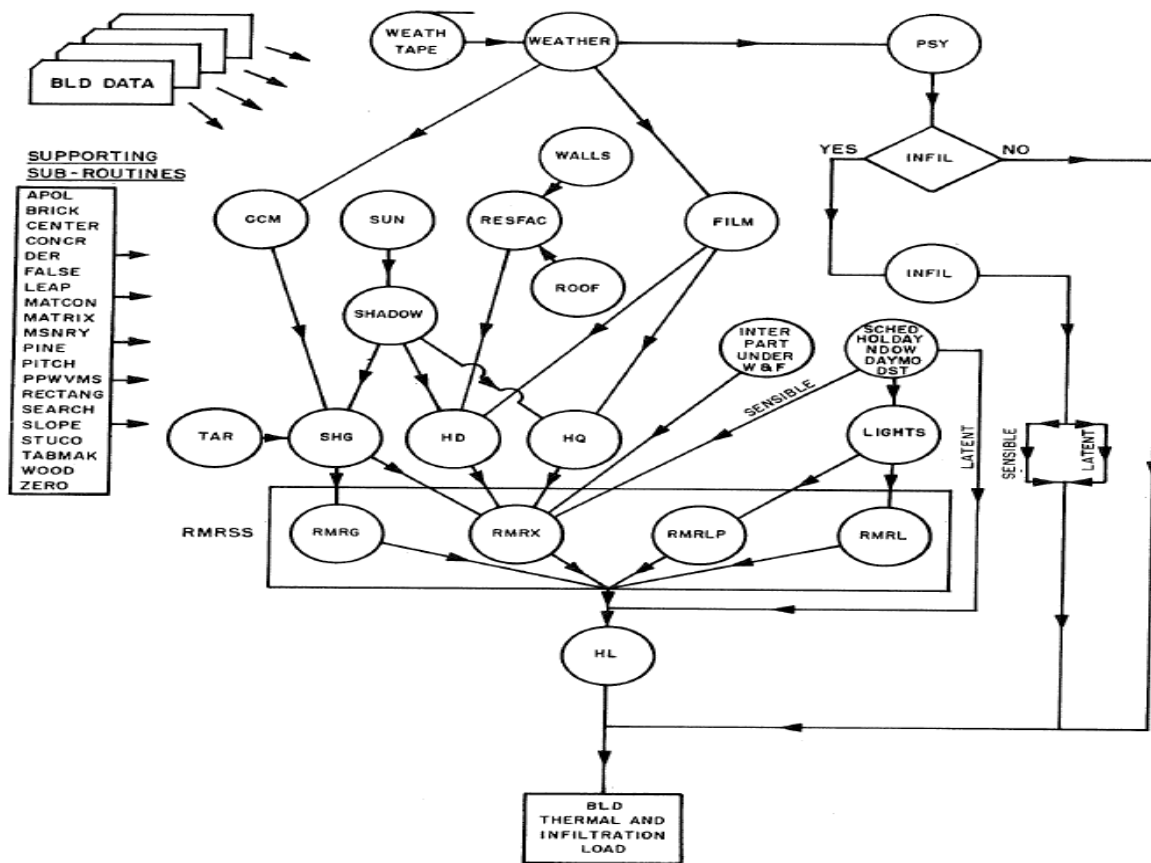 WEATH
TAPE
WEATHER
PSY
BLD DATA
YES
INFIL
NO
SUPPORTING
SUB-ROUTINES
APOL
BRICK
CENTER
CONCR
DER
FALSE
LEAP
MATCON
MATRIX
MSNRY
PINE
PITCH
PPWVMS
RECTANG
SEARCH
SLOPE
STUCO
TABMAK
WOOD
ZERO
WALLS
CCM
SUN
RESFAC
FILM
ROOF
INFIL
SHADOW
INTER
PART
UNDER
W&F
SCHED
HOLDAY
NDOW
DAYMO
DST
SENSIBLE
TAR
SHG
HD
HQ
LIGHTS
LATENT
SENSIBLE
LATENT
RMRSS
RMRG
RMRX
RMRLP
RMRL
HL
BLD
THERMAL AND
INFILTRATION
LOAD